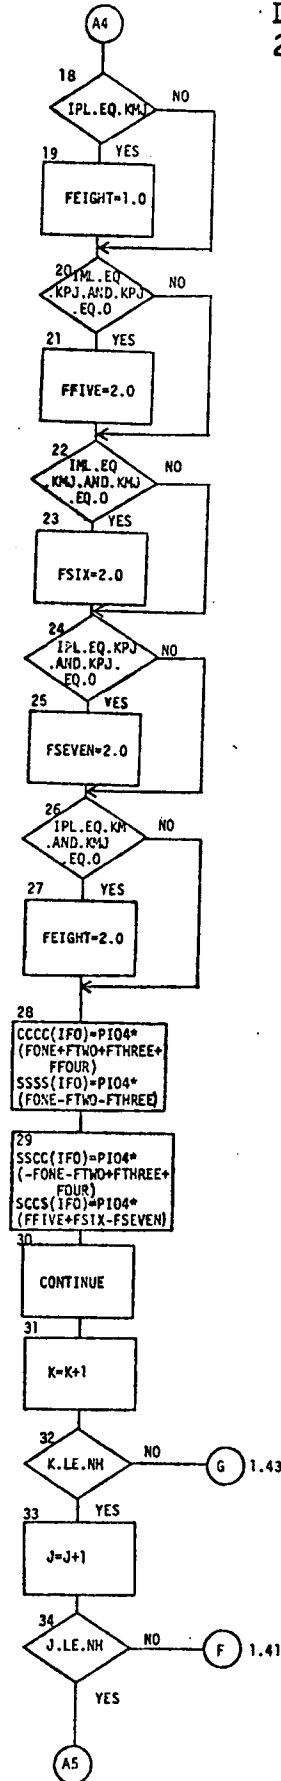 A4
18
IPL.EQ.KMJ
NO
YES
19
FEIGHT=1.0
20
IML.EQ
.KPJ.AND.KPJ
.EQ.0
NO
YES
21
FFIVE=2.0
22
IML.EQ
.KMJ.AND.KMJ
.EQ.0
NO
YES
23
FSIX=2.0
24
IPL.EQ.KPJ
.AND.KPJ.
EQ.0
NO
YES
25
FSEVEN=2.0
26
IPL.EQ.KM
.AND.KMJ
.EQ.0
NO
YES
27
FEIGHT=2.0
28
CCCC(IFO)=PIO4*
(FONE+FTWO+FTHREE+
FFOUR)
SSSS(IFO)=PIO4*
(FONE-FTWO-FTHREE)
29
SSCC(IFO)=PIO4*
(-FONE-FTWO+FTHREE+
FOUR)
SCCS(IFO)=PIO4*
(FFIVE+FSIX-FSEVEN)
30
CONTINUE
31
K=K+1
32
K.LE.NH
NO
G
1.43
YES
33
J=J+1
34
J.LE.NH
NO
F
1.41
YES
A5